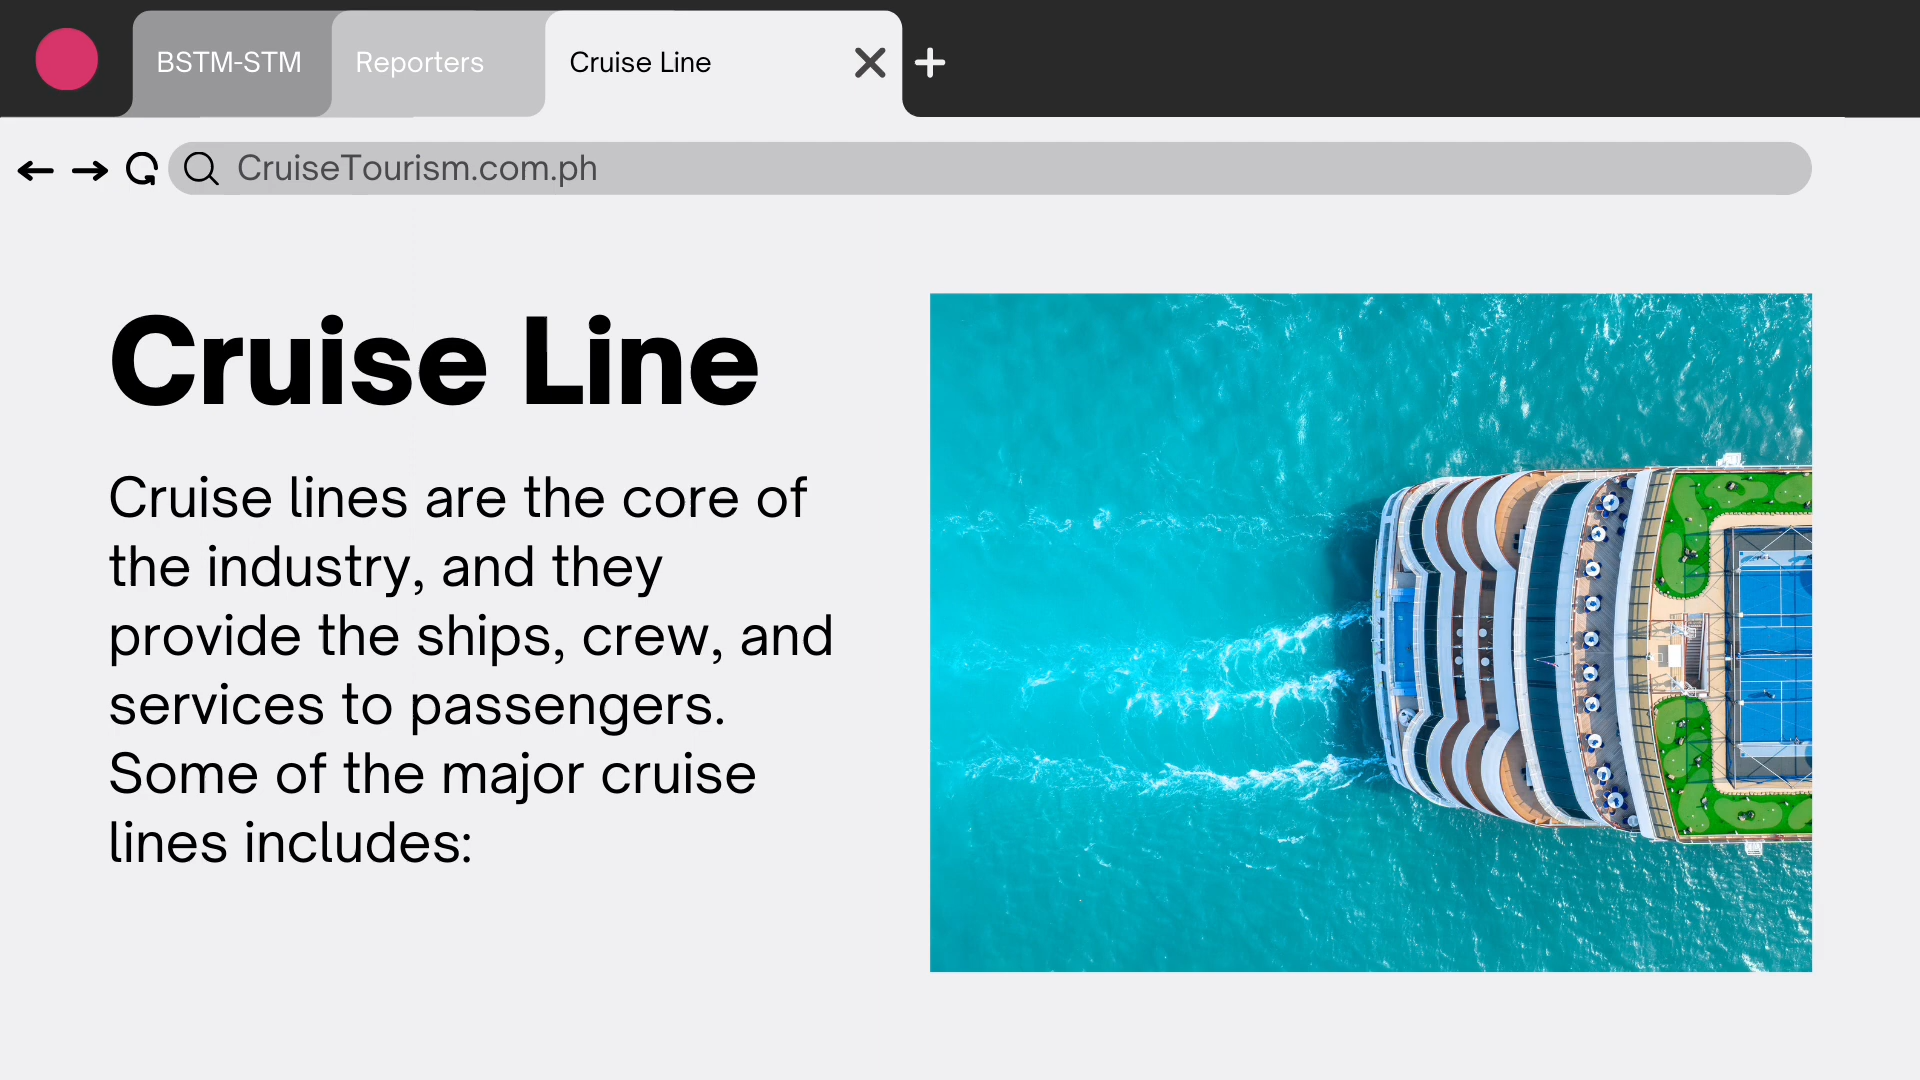 BSTM-STM
Reporters
Cruise Line
CruiseTourism.com.ph
Cruise Line
Cruise lines are the core of
the industry, and they
provide the ships, crew, and
services to passengers.
Some of the major cruise
lines includes: